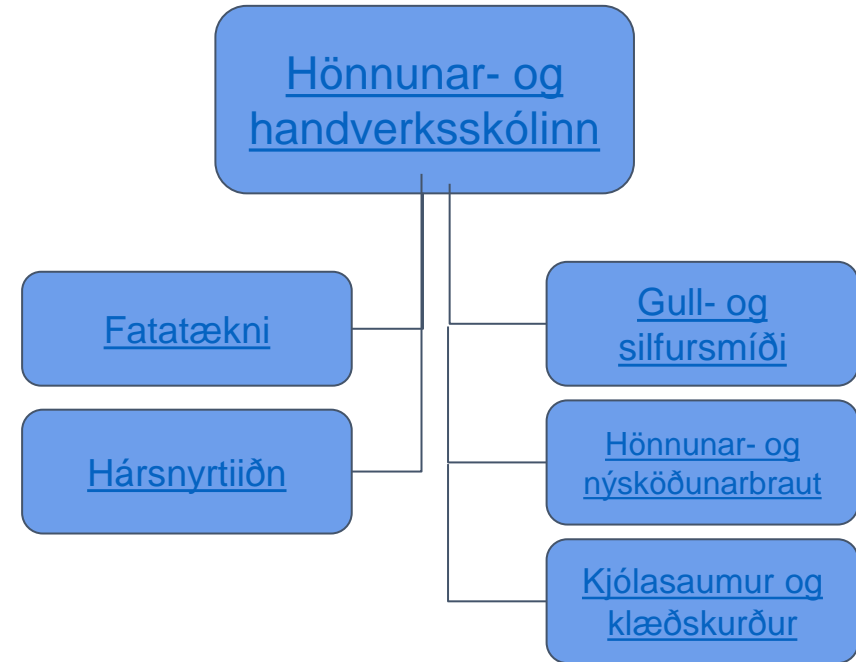 Hönnunar- og
handverksskólinn
Fatatækni
Hársnyrtiiðn
Gull- og
silfursmíði
Hönnunar- og
nýsköðunarbraut
Kjólasaumur og
klæðskurður